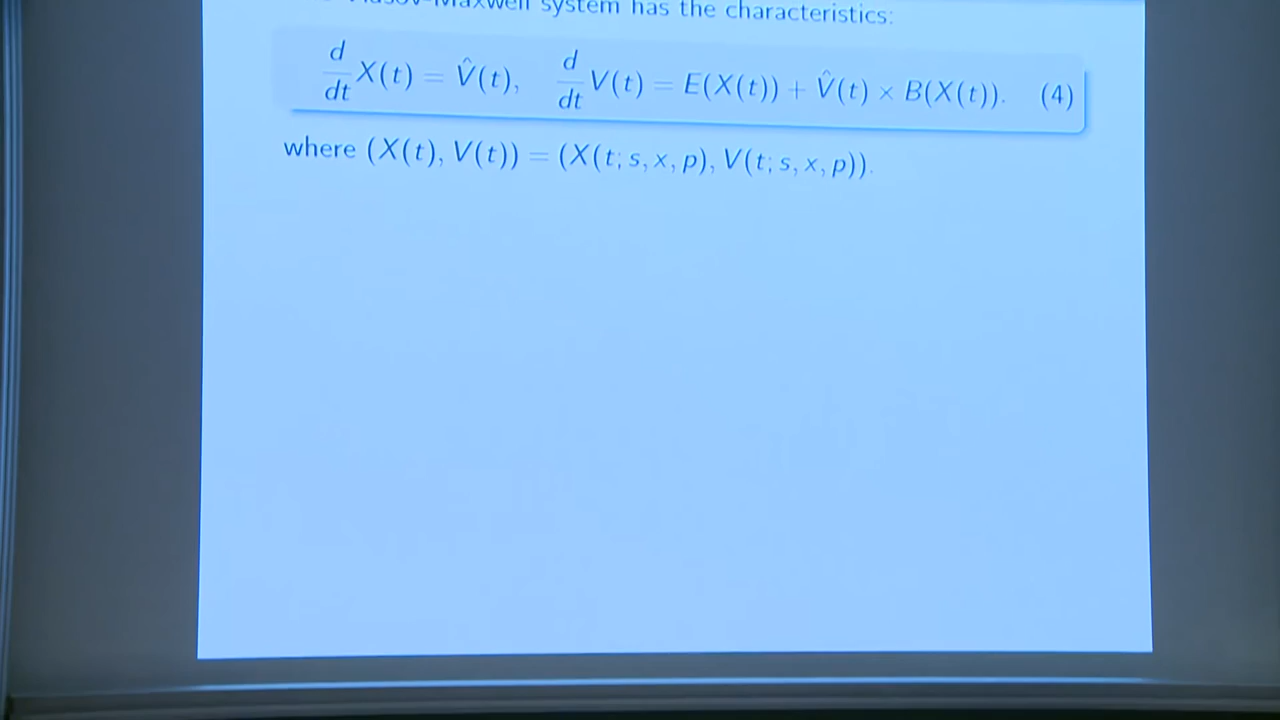 system has the characteristics:
d/dt X(t) = V̂(t), d/dt V(t) = E(X(t)) + V̂(t) × B(X(t)). (4)
where (X(t), V(t)) = (X(t; s, x, p), V(t; s, x, p)).